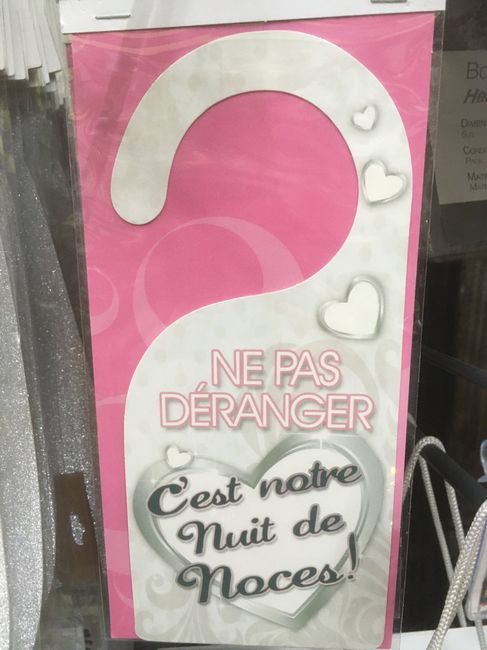 NE PAS
DÉRANGER
C'est notre
Nuit de
Noces!